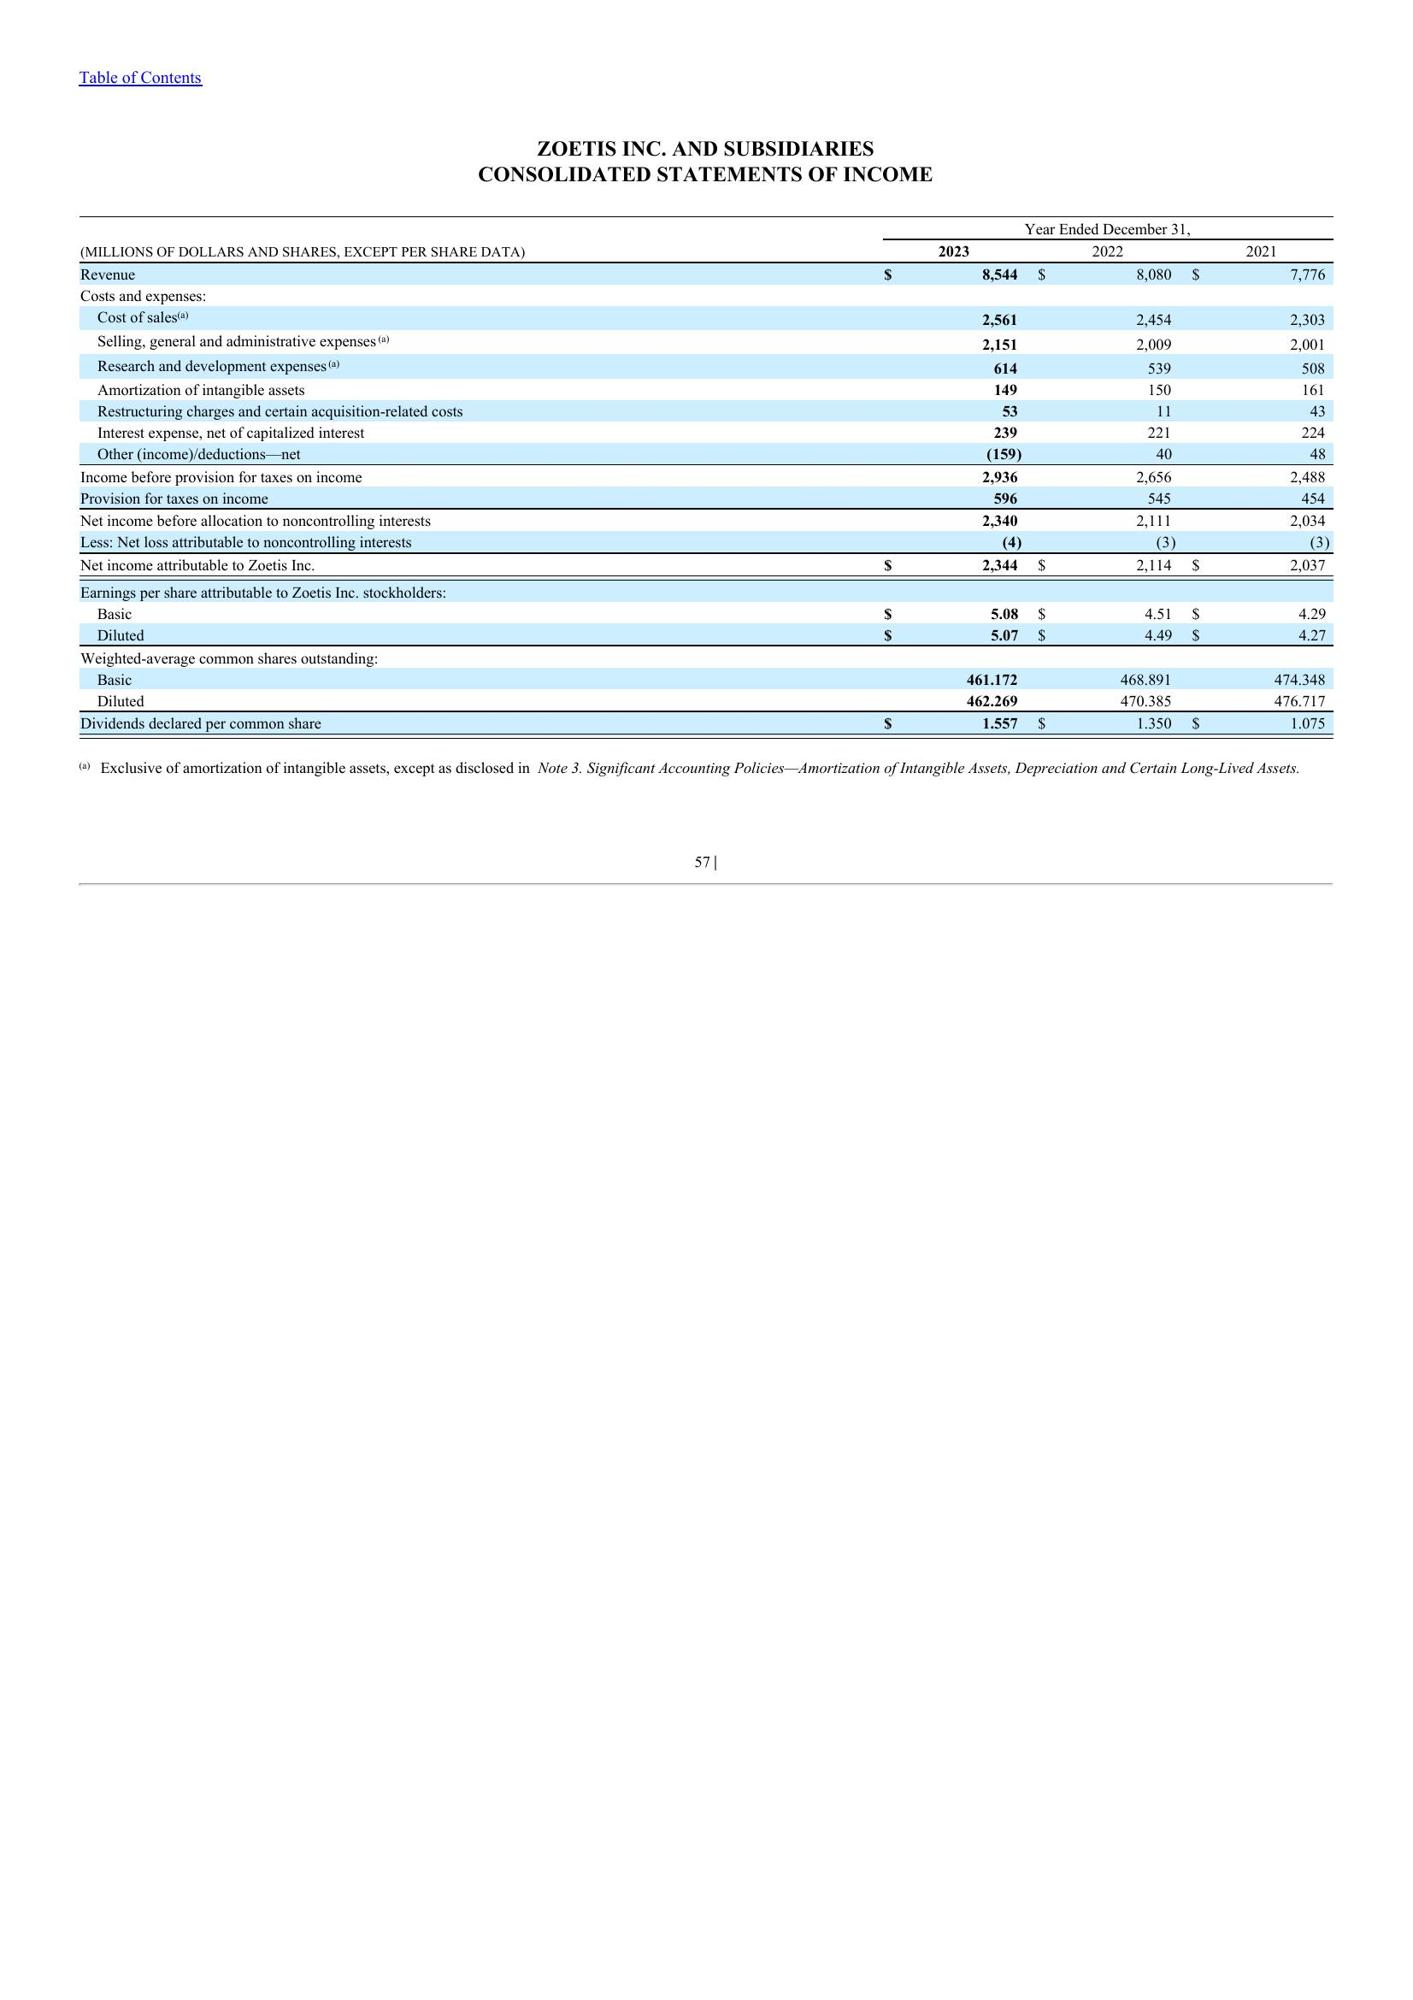 Table of Contents
ZOETIS INC. AND SUBSIDIARIES
CONSOLIDATED STATEMENTS OF INCOME
Year Ended December 31,
(MILLIONS OF DOLLARS AND SHARES, EXCEPT PER SHARE DATA) 2023 2022 2021
Revenue $ 8,544 $ 8,080 $ 7,776
Costs and expenses:
Cost of sales(a) 2,561 2,454 2,303
Selling, general and administrative expenses (a) 2,151 2,009 2,001
Research and development expenses (a) 614 539 508
Amortization of intangible assets 149 150 161
Restructuring charges and certain acquisition-related costs 53 11 43
Interest expense, net of capitalized interest 239 221 224
Other (income)/deductions—net (159) 40 48
Income before provision for taxes on income 2,936 2,656 2,488
Provision for taxes on income 596 545 454
Net income before allocation to noncontrolling interests 2,340 2,111 2,034
Less: Net loss attributable to noncontrolling interests (4) (3) (3)
Net income attributable to Zoetis Inc. $ 2,344 $ 2,114 $ 2,037
Earnings per share attributable to Zoetis Inc. stockholders:
Basic $ 5.08 $ 4.51 $ 4.29
Diluted $ 5.07 $ 4.49 $ 4.27
Weighted-average common shares outstanding:
Basic 461.172 468.891 474.348
Diluted 462.269 470.385 476.717
Dividends declared per common share $ 1.557 $ 1.350 $ 1.075
(a) Exclusive of amortization of intangible assets, except as disclosed in Note 3. Significant Accounting Policies—Amortization of Intangible Assets, Depreciation and Certain Long-Lived Assets.
57 |